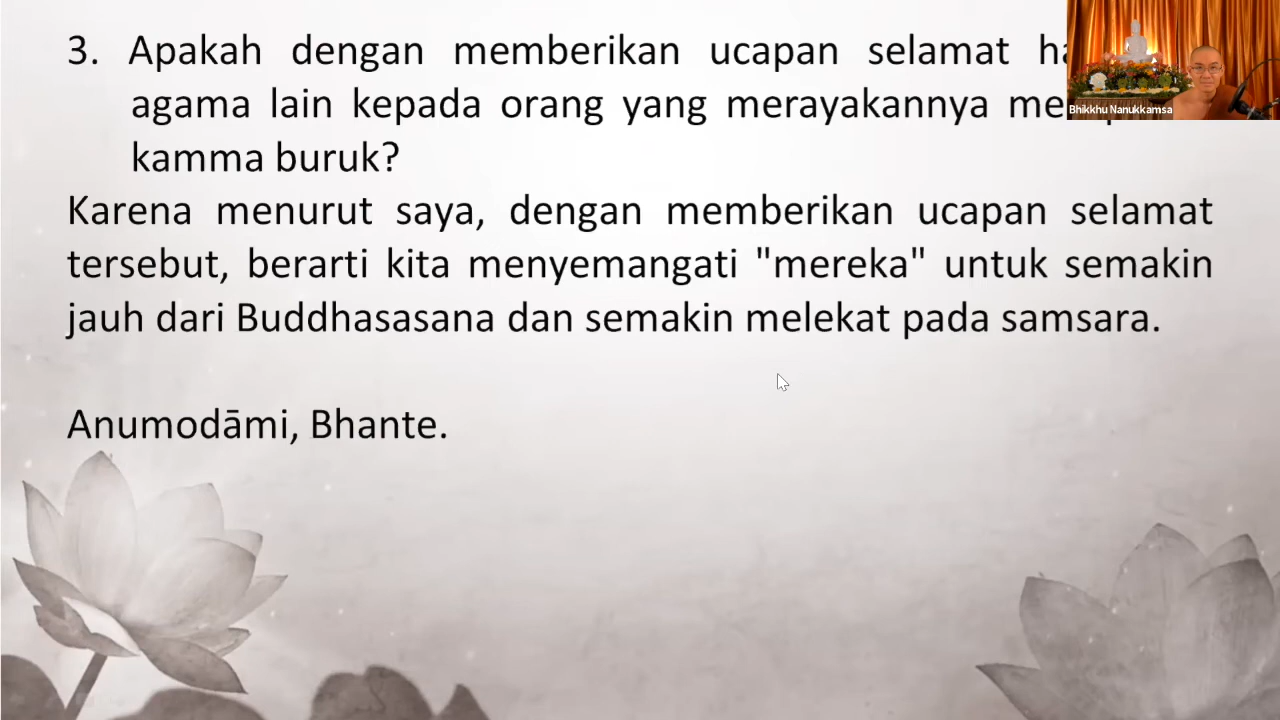 3. Apakah dengan memberikan ucapan selamat
agama lain kepada orang yang merayakannya
kamma buruk?
Karena menurut saya, dengan memberikan ucapan selamat
tersebut, berarti kita menyemangati "mereka" untuk semakin
jauh dari Buddhasasana dan semakin melekat pada samsara.
Anumodāmi, Bhante.
Bhikkhu Nanukkamsa